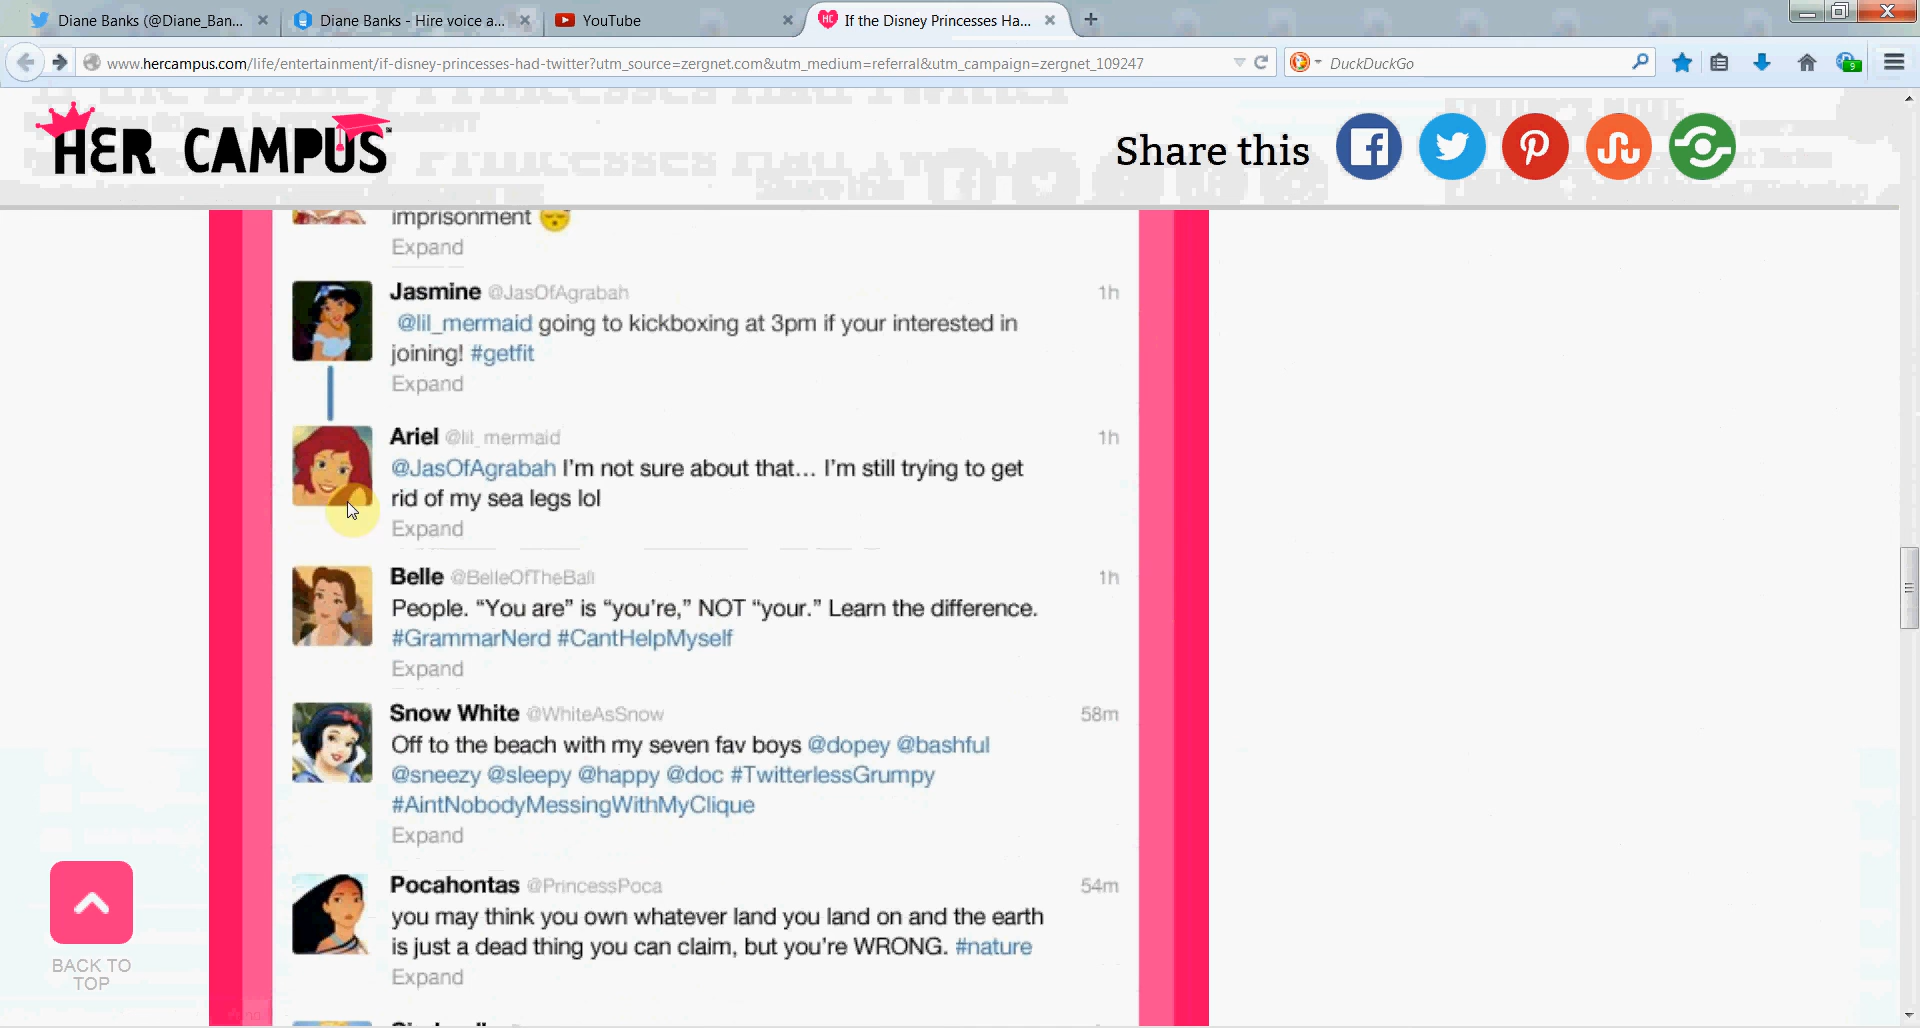 Diane Banks (@Diane_Ban...
Diane Banks - Hire voice a...
YouTube
If the Disney Princesses Ha...
www.hercampus.com/life/entertainment/if-disney-princesses-had-twitter?utm_source=zergnet.com&utm_medium=referral&utm_campaign=zergnet_109247
DuckDuckGo
9
HER CAMPUS
Share this
imprisonment
Expand
Jasmine @JasOfAgrabah 1h
@lil_mermaid going to kickboxing at 3pm if your interested in
joining! #getfit
Expand
Ariel @lil_mermaid 1h
@JasOfAgrabah I'm not sure about that... I'm still trying to get
rid of my sea legs lol
Expand
Belle @BelleOfTheBall 1h
People. “You are” is “you’re,” NOT “your.” Learn the difference.
#GrammarNerd #CantHelpMyself
Expand
Snow White @WhiteAsSnow 58m
Off to the beach with my seven fav boys @dopey @bashful
@sneezy @sleepy @happy @doc #TwitterlessGrumpy
#AintNobodyMessingWithMyClique
Expand
Pocahontas @PrincessPoca 54m
you may think you own whatever land you land on and the earth
is just a dead thing you can claim, but you're WRONG. #nature
Expand
BACK TO
TOP